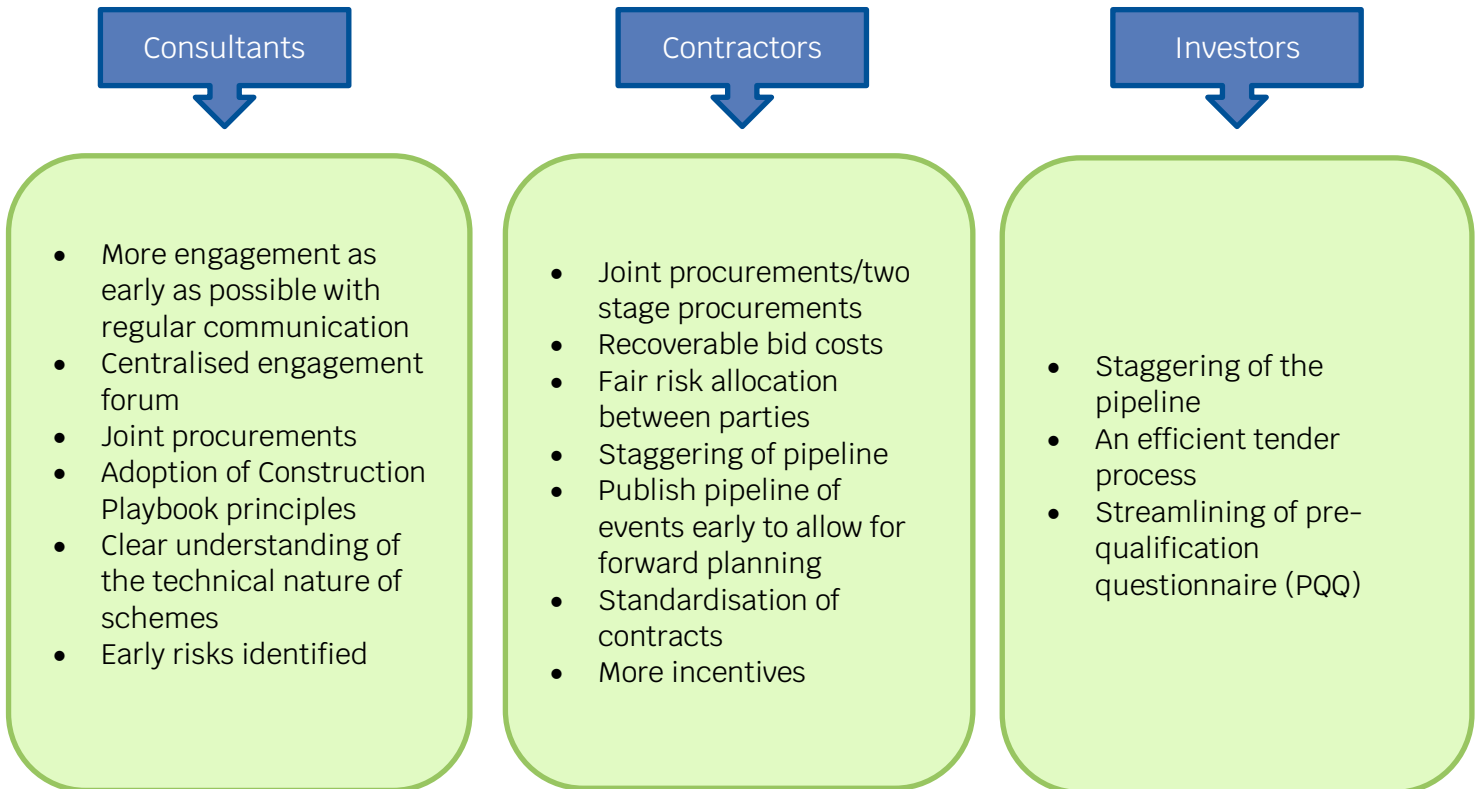 Consultants
• More engagement as
early as possible with
regular communication
• Centralised engagement
forum
• Joint procurements
• Adoption of Construction
Playbook principles
• Clear understanding of
the technical nature of
schemes
• Early risks identified
Contractors
• Joint procurements/two
stage procurements
• Recoverable bid costs
• Fair risk allocation
between parties
• Staggering of pipeline
• Publish pipeline of
events early to allow for
forward planning
• Standardisation of
contracts
• More incentives
Investors
• Staggering of the
pipeline
• An efficient tender
process
• Streamlining of pre-
qualification
questionnaire (PQQ)